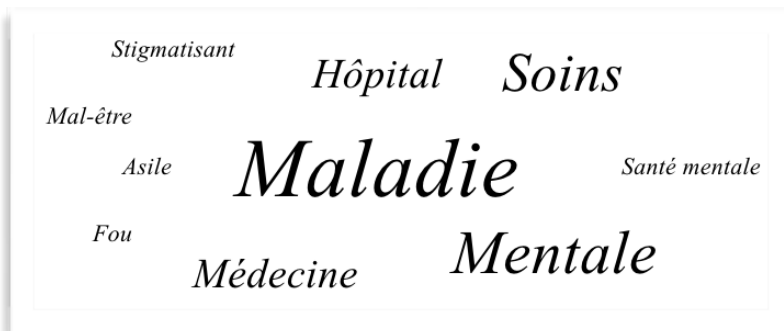 Stigmatisant
Hôpital Soins
Mal-être
Asile Maladie Santé mentale
Fou
Médecine Mentale